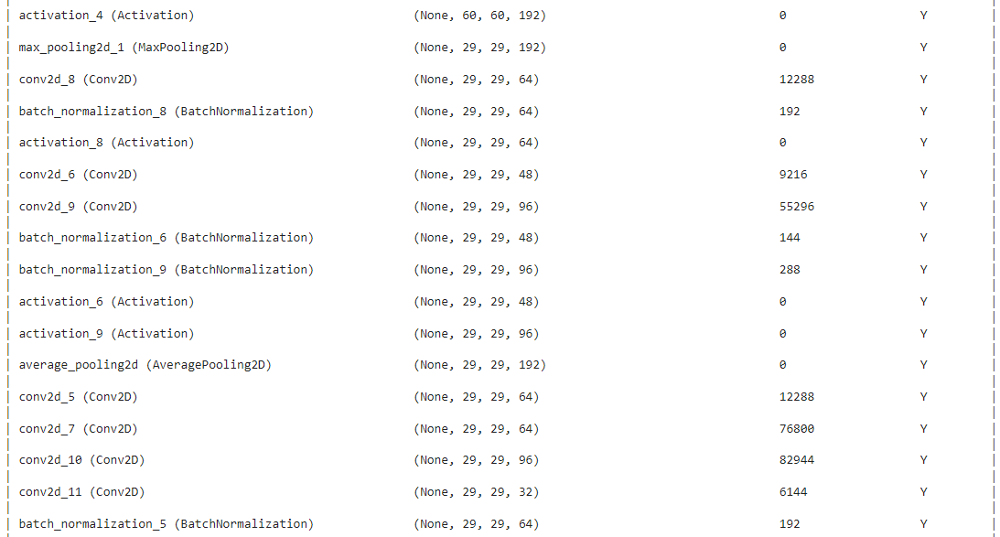 activation_4 (Activation) (None, 60, 60, 192) 0 Y
max_pooling2d_1 (MaxPooling2D) (None, 29, 29, 192) 0 Y
conv2d_8 (Conv2D) (None, 29, 29, 64) 12288 Y
batch_normalization_8 (BatchNormalization) (None, 29, 29, 64) 192 Y
activation_8 (Activation) (None, 29, 29, 64) 0 Y
conv2d_6 (Conv2D) (None, 29, 29, 48) 9216 Y
conv2d_9 (Conv2D) (None, 29, 29, 96) 55296 Y
batch_normalization_6 (BatchNormalization) (None, 29, 29, 48) 144 Y
batch_normalization_9 (BatchNormalization) (None, 29, 29, 96) 288 Y
activation_6 (Activation) (None, 29, 29, 48) 0 Y
activation_9 (Activation) (None, 29, 29, 96) 0 Y
average_pooling2d (AveragePooling2D) (None, 29, 29, 192) 0 Y
conv2d_5 (Conv2D) (None, 29, 29, 64) 12288 Y
conv2d_7 (Conv2D) (None, 29, 29, 64) 76800 Y
conv2d_10 (Conv2D) (None, 29, 29, 96) 82944 Y
conv2d_11 (Conv2D) (None, 29, 29, 32) 6144 Y
batch_normalization_5 (BatchNormalization) (None, 29, 29, 64) 192 Y